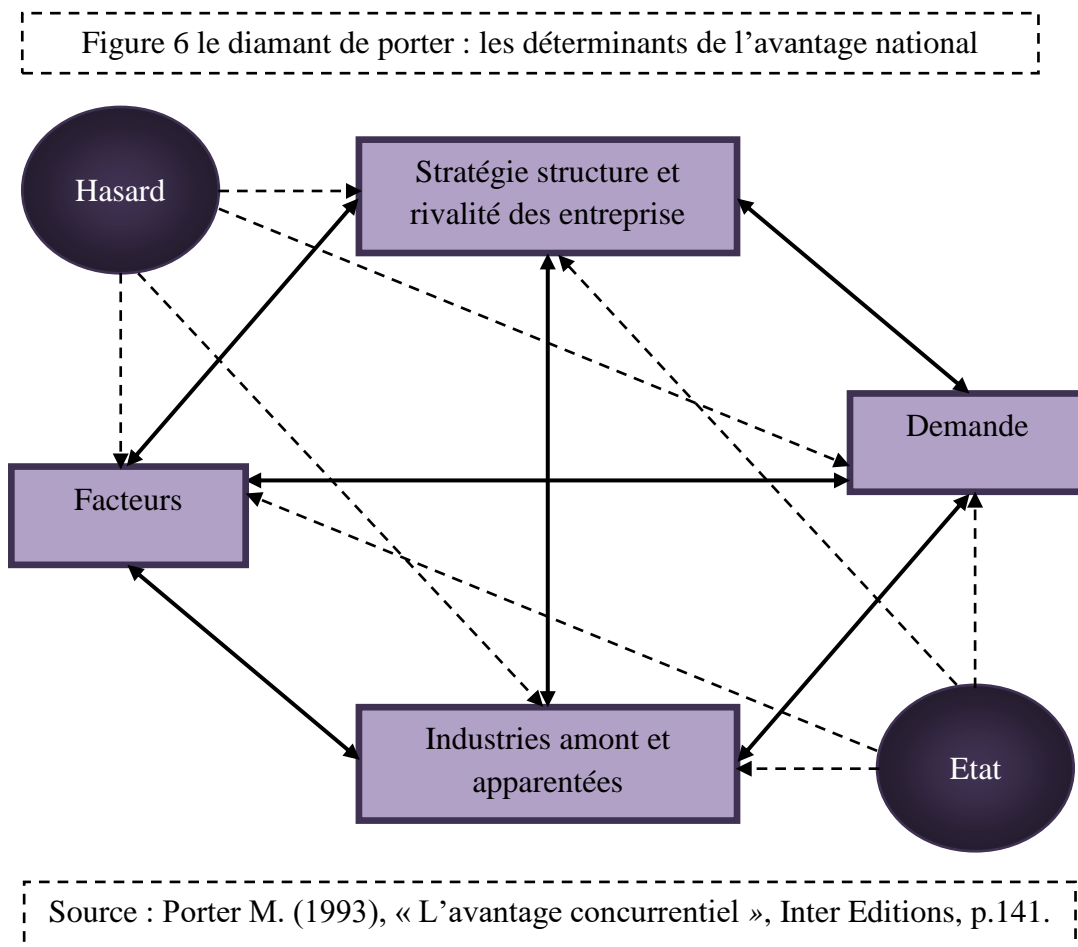 Figure 6 le diamant de porter : les déterminants de l’avantage national
Hasard
Stratégie structure et
rivalité des entreprise
Demande
Facteurs
Industries amont et
apparentées
Etat
Source : Porter M. (1993), « L’avantage concurrentiel », Inter Editions, p.141.